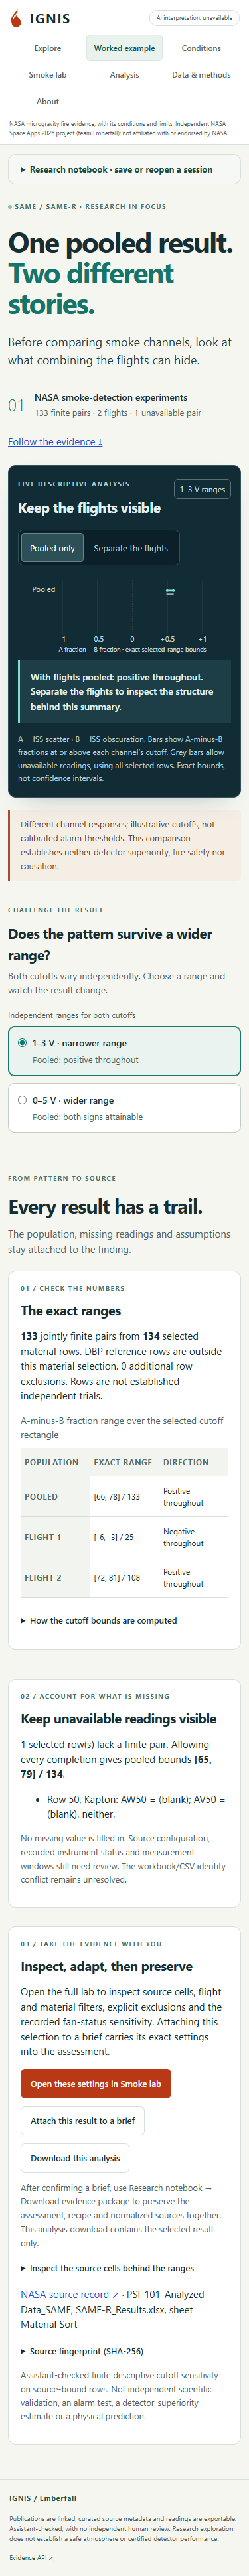 IGNIS
AI interpretation: unavailable
Explore
Worked example
Conditions
Smoke lab
Analysis
Data & methods
About
NASA microgravity fire evidence, with its conditions and limits. Independent NASA
Space Apps 2026 project (team Emberfall); not affiliated with or endorsed by NASA.
▶ Research notebook · save or reopen a session
SAME / SAME-R · RESEARCH IN FOCUS
One pooled result.
Two different
stories.
Before comparing smoke channels, look at
what combining the flights can hide.
01
NASA smoke-detection experiments
133 finite pairs · 2 flights · 1 unavailable pair
Follow the evidence ↓
LIVE DESCRIPTIVE ANALYSIS
1–3 V ranges
Keep the flights visible
Pooled only
Separate the flights
Pooled
-1
-0.5
0
+0.5
+1
A fraction − B fraction · exact selected-range bounds
With flights pooled: positive throughout.
Separate the flights to inspect the structure
behind this summary.
A = ISS scatter · B = ISS obscuration. Bars show A-minus-B
fractions at or above each channel's cutoff. Grey bars allow
unavailable readings, using all selected rows. Exact bounds,
not confidence intervals.
Different channel responses; illustrative cutoffs, not
calibrated alarm thresholds. This comparison
establishes neither detector superiority, fire safety nor
causation.
CHALLENGE THE RESULT
Does the pattern survive a wider
range?
Both cutoffs vary independently. Choose a range and
watch the result change.
Independent ranges for both cutoffs
1–3 V · narrower range
Pooled: positive throughout
0–5 V · wider range
Pooled: both signs attainable
FROM PATTERN TO SOURCE
Every result has a trail.
The population, missing readings and assumptions
stay attached to the finding.
01 / CHECK THE NUMBERS
The exact ranges
133 jointly finite pairs from 134 selected
material rows. DBP reference rows are outside
this material selection. 0 additional row
exclusions. Rows are not established
independent trials.
A-minus-B fraction range over the selected cutoff
rectangle
POPULATION
EXACT RANGE
DIRECTION
POOLED
[66, 78] / 133
Positive
throughout
FLIGHT 1
[-6, -3] / 25
Negative
throughout
FLIGHT 2
[72, 81] / 108
Positive
throughout
▶ How the cutoff bounds are computed
02 / ACCOUNT FOR WHAT IS MISSING
Keep unavailable readings visible
1 selected row(s) lack a finite pair. Allowing
every completion gives pooled bounds [65,
79] / 134.
• Row 50, Kapton: AW50 = (blank); AV50 =
(blank). neither.
No missing value is filled in. Source configuration,
recorded instrument status and measurement
windows still need review. The workbook/CSV identity
conflict remains unresolved.
03 / TAKE THE EVIDENCE WITH YOU
Inspect, adapt, then preserve
Open the full lab to inspect source cells, flight
and material filters, explicit exclusions and the
recorded fan-status sensitivity. Attaching this
selection to a brief carries its exact settings
into the assessment.
Open these settings in Smoke lab
Attach this result to a brief
Download this analysis
After confirming a brief, use Research notebook →
Download evidence package to preserve the
assessment, recipe and normalized sources together.
This analysis download contains the selected result
only.
▶ Inspect the source cells behind the ranges
NASA source record ↗ · PSI-101_Analyzed
Data_SAME, SAME-R_Results.xlsx, sheet
Material Sort
▶ Source fingerprint (SHA-256)
Assistant-checked finite descriptive cutoff sensitivity
on source-bound rows. Not independent scientific
validation, an alarm test, a detector-superiority
estimate or a physical prediction.
IGNIS / Emberfall
Publications are linked; curated source metadata and readings are exportable.
Assistant-checked, with no independent human review. Research exploration
does not establish a safe atmosphere or certified detector performance.
Evidence API ↗